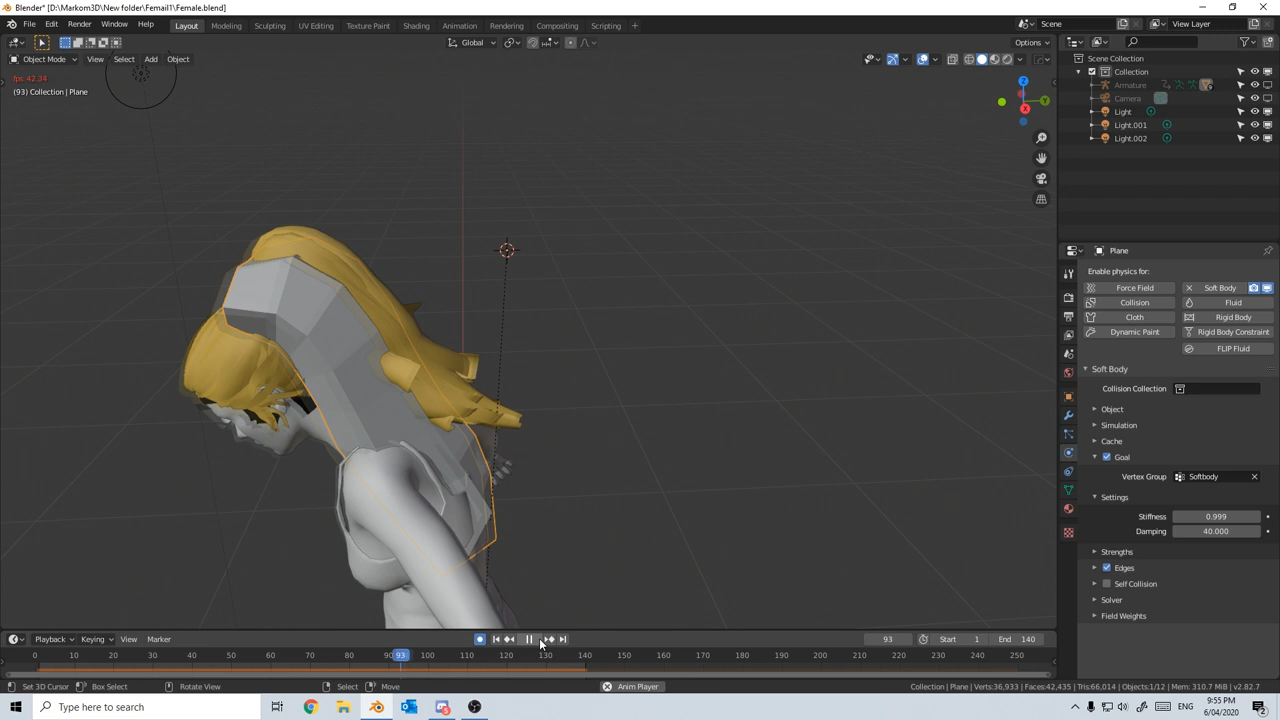 Blender* [D:\Markom3D\New folder\Femail1\Female.blend]
File Edit Render Window Help Layout Modeling Sculpting UV Editing Texture Paint Shading Animation Rendering Compositing Scripting + Scene View Layer
Global Options
Object Mode View Select Add Object
fps: 42.34
(93) Collection | Plane
X Y Z
Scene Collection
Collection
Armature
Camera
Light
Light.001
Light.002
Plane
Enable physics for:
Force Field Soft Body
Collision Fluid
Cloth Rigid Body
Dynamic Paint Rigid Body Constraint
FLIP Fluid
Soft Body
Collision Collection
Object
Simulation
Cache
Goal
Vertex Group Softbody
Settings
Stiffness 0.999
Damping 40.000
Strengths
Edges
Self Collision
Solver
Field Weights
Playback Keying View Marker 93 Start 1 End 140
0 10 20 30 40 50 60 70 80 93 100 110 120 130 140 150 160 170 180 190 200 210 220 230 240 250
Set 3D Cursor Box Select Rotate View Select Move Anim Player Collection | Plane | Verts:36,933 | Faces:42,435 | Tris:66,014 | Objects:1/12 | Mem: 310.7 MiB | v2.82.7
Type here to search 9:55 PM
6/04/2020